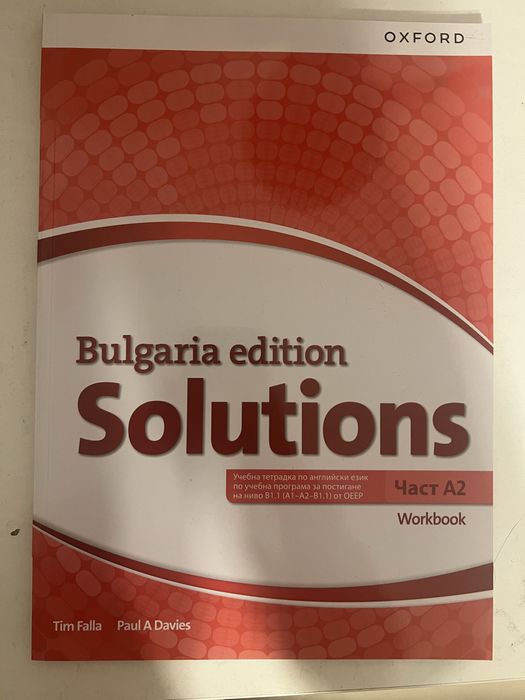 OXFORD
Bulgaria edition
Solutions
Учебна тетрадка по английски език
по учебна програма за постигане
на ниво B1.1 (A1–A2–B1.1) от ОЕЕР
Част A2
Workbook
Tim Falla Paul A Davies